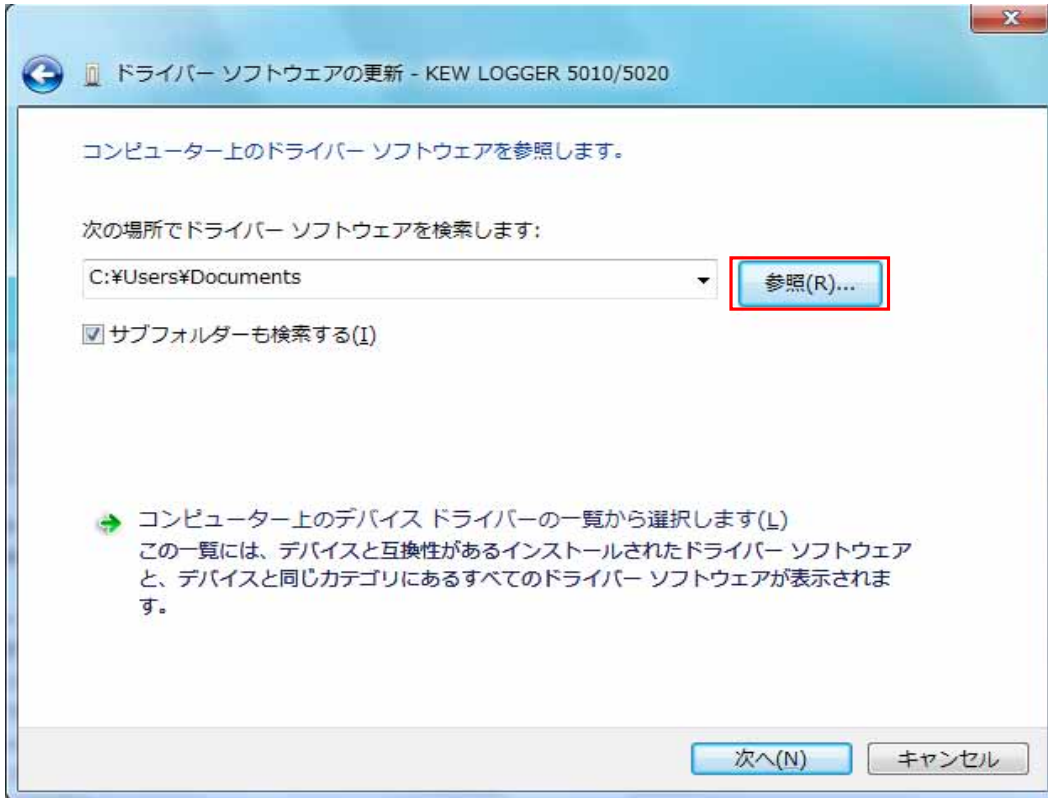 ドライバー ソフトウェアの更新 - KEW LOGGER 5010/5020
コンピューター上のドライバー ソフトウェアを参照します。
次の場所でドライバー ソフトウェアを検索します:
C:¥Users¥Documents
参照(R)...
サブフォルダーも検索する(I)
コンピューター上のデバイス ドライバーの一覧から選択します(L)
この一覧には、デバイスと互換性があるインストールされたドライバー ソフトウェア
と、デバイスと同じカテゴリにあるすべてのドライバー ソフトウェアが表示されま
す。
次へ(N)
キャンセル